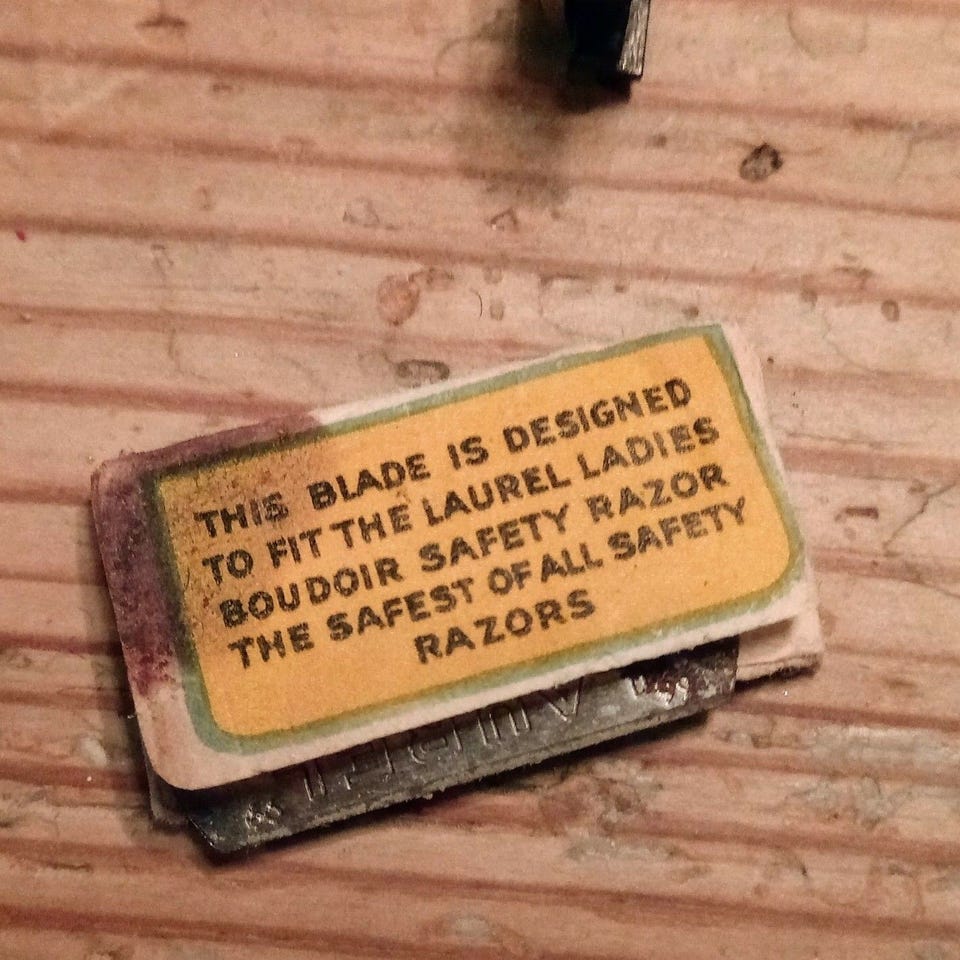 THIS BLADE IS DESIGNED
TO FIT THE LAUREL LADIES
BOUDOIR SAFETY RAZOR
THE SAFEST OF ALL SAFETY
RAZORS